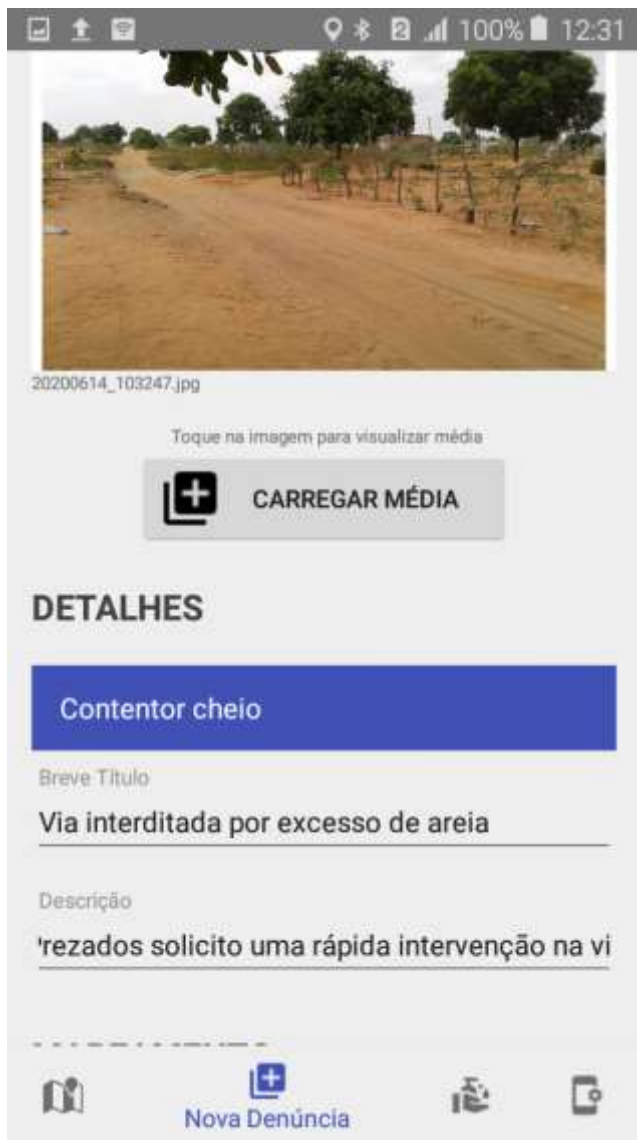 100% 12:31
20200614_103247.jpg
Toque na imagem para visualizar média
CARREGAR MÉDIA
DETALHES
Contentor cheio
Breve Título
Via interditada por excesso de areia
Descrição
rezados solicito uma rápida intervenção na vi
Nova Denúncia